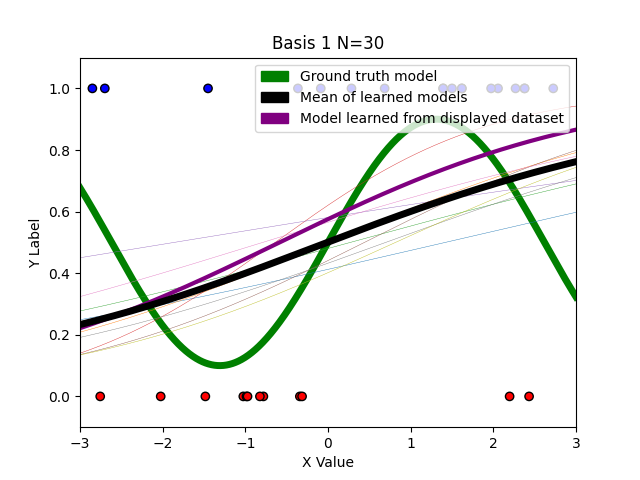 Basis 1 N=30
Ground truth model
Mean of learned models
Model learned from displayed dataset
Y Label
1.0
0.8
0.6
0.4
0.2
0.0
−3 −2 −1 0 1 2 3
X Value